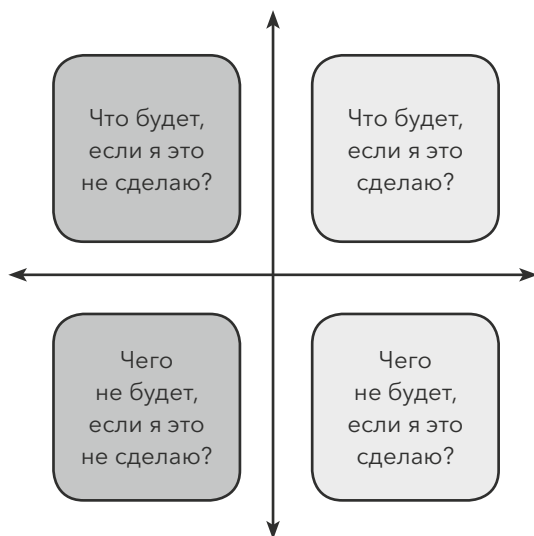 Что будет,
если я это
не сделаю?
Что будет,
если я это
сделаю?
Чего
не будет,
если я это
не сделаю?
Чего
не будет,
если я это
сделаю?